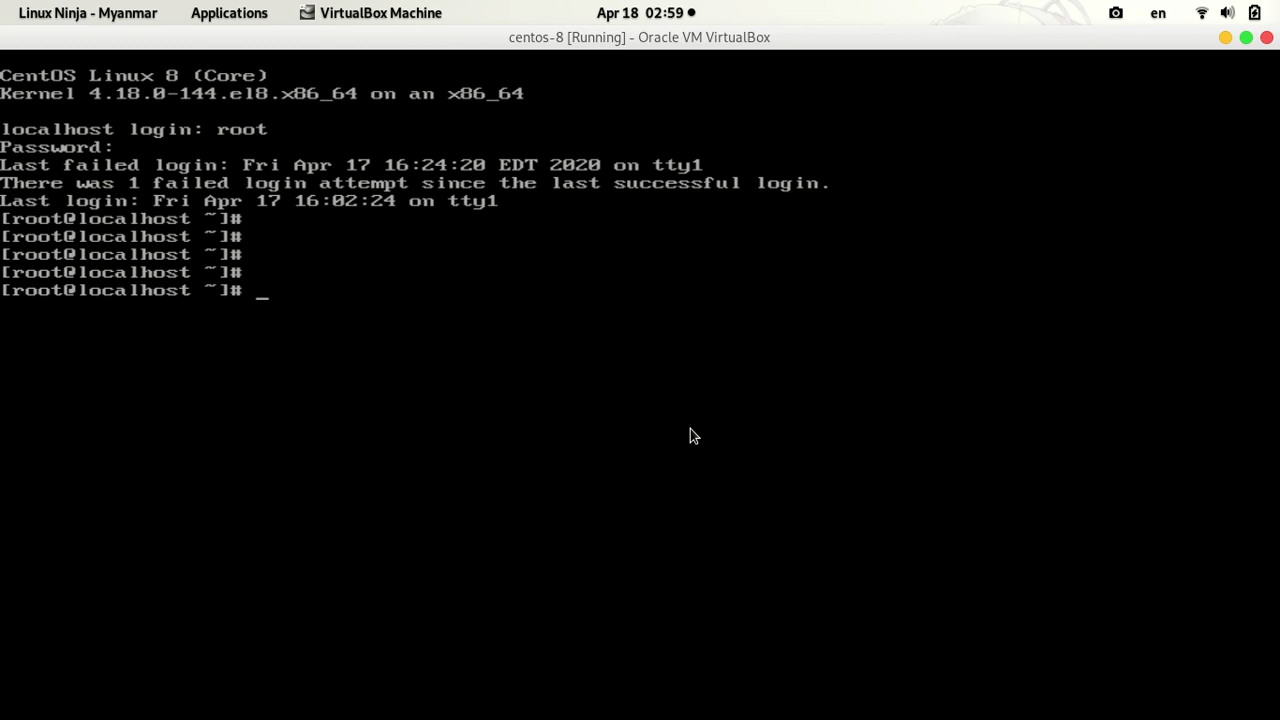 Linux Ninja - Myanmar Applications VirtualBox Machine Apr 18 02:59 en
centos-8 [Running] - Oracle VM VirtualBox
CentOS Linux 8 (Core)
Kernel 4.18.0-144.el8.x86_64 on an x86_64
localhost login: root
Password:
Last failed login: Fri Apr 17 16:24:20 EDT 2020 on tty1
There was 1 failed login attempt since the last successful login.
Last login: Fri Apr 17 16:02:24 on tty1
[root@localhost ~]#
[root@localhost ~]#
[root@localhost ~]#
[root@localhost ~]#
[root@localhost ~]# _